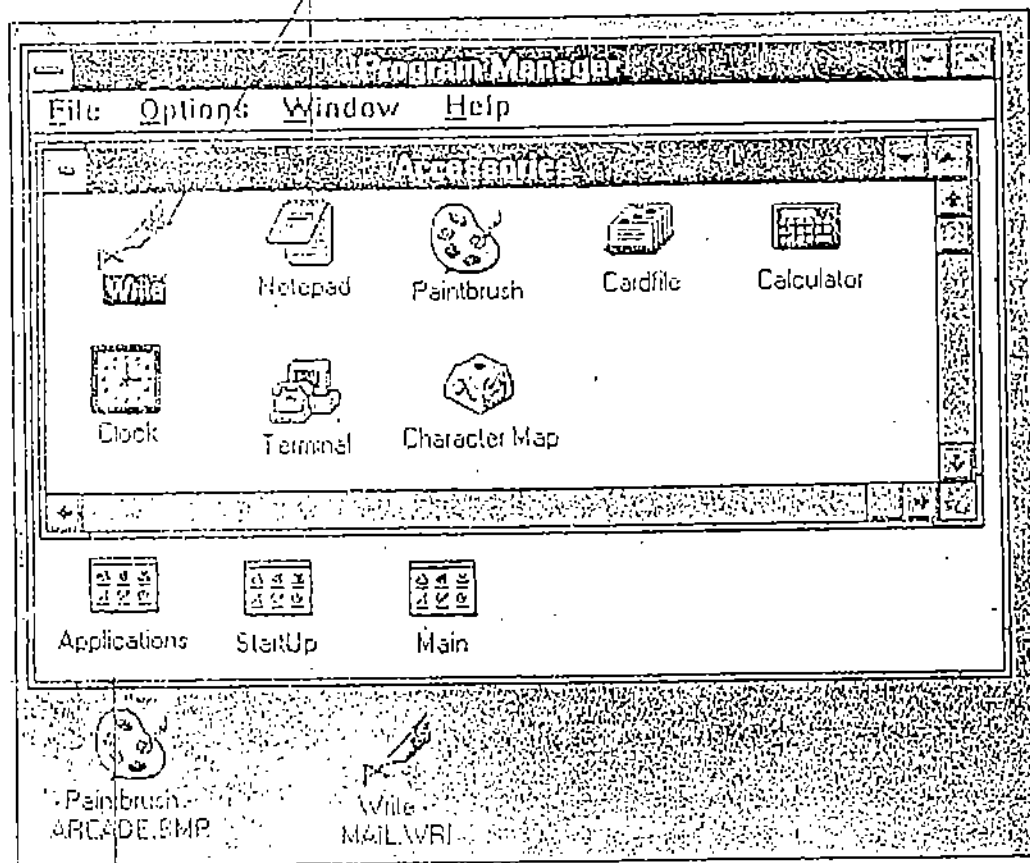 Program Manager
File Options Window Help
Accessories
Write Notepad Paintbrush Cardfile Calculator
Clock Terminal Character Map
Applications StartUp Main
Paintbrush - Write -
ARCADE.BMP MAIL.WRI